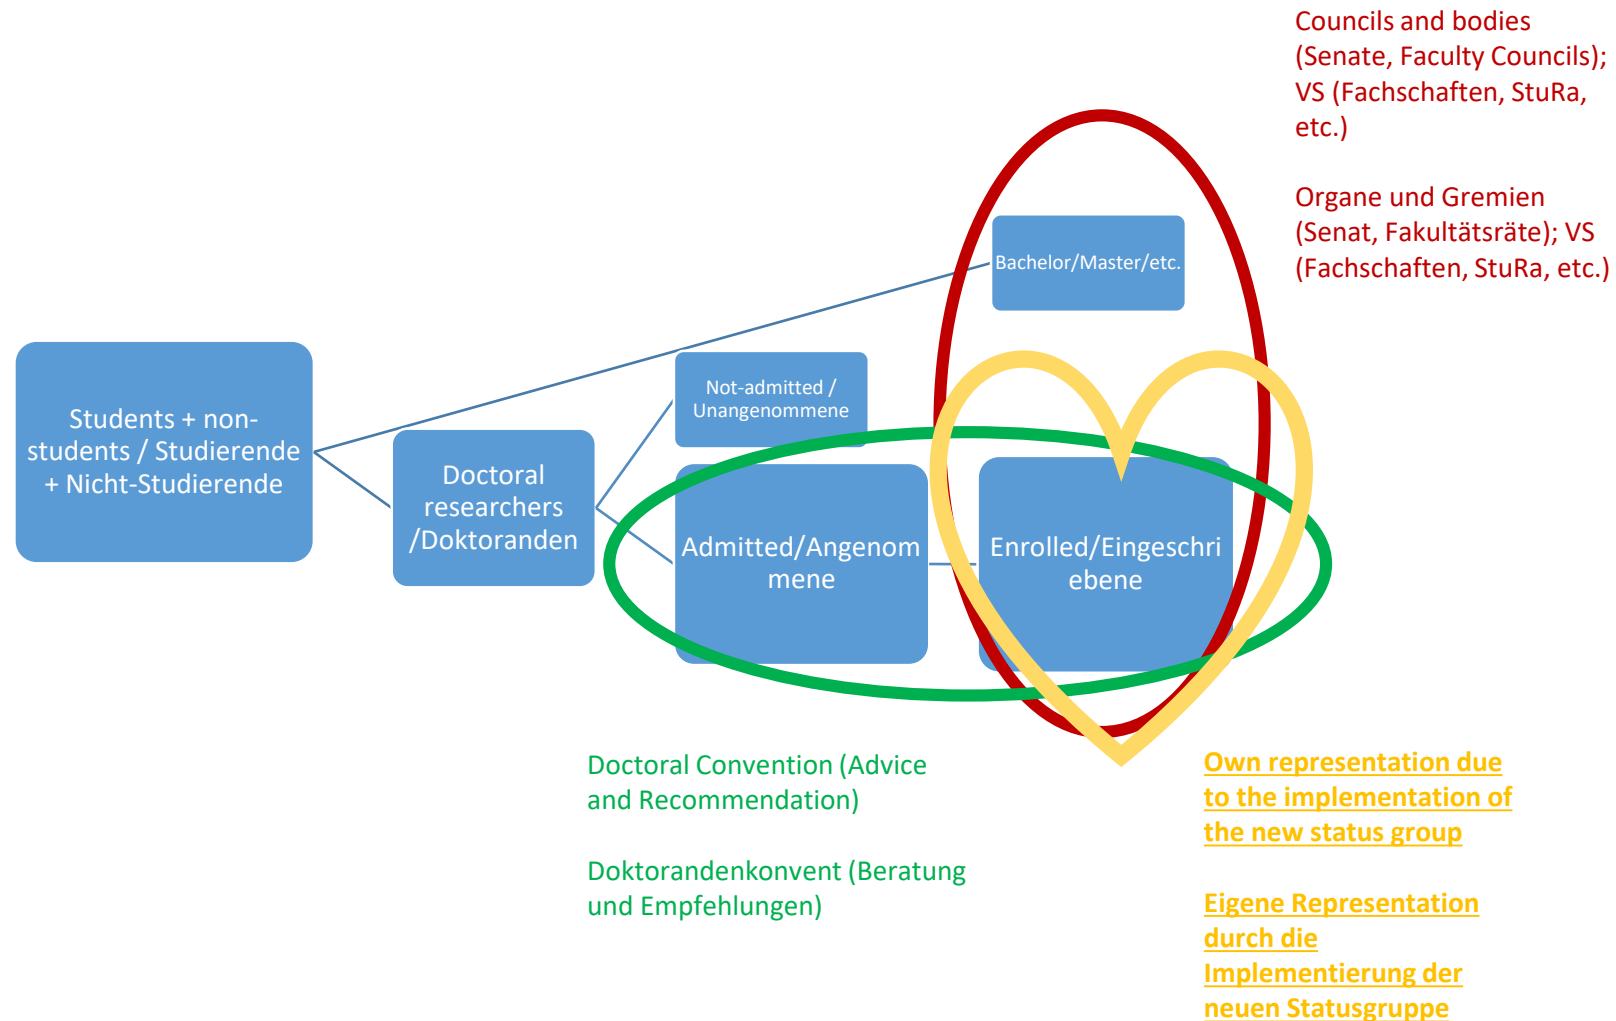 Councils and bodies
(Senate, Faculty Councils);
VS (Fachschaften, StuRa,
etc.)
Organe und Gremien
(Senat, Fakultätsräte); VS
(Fachschaften, StuRa, etc.)
Bachelor/Master/etc.
Not-admitted /
Unangenommene
Students + non-
students / Studierende
+ Nicht-Studierende
Doctoral
researchers
/Doktoranden
Admitted/Angenom
mene
Enrolled/Eingeschri
ebene
Doctoral Convention (Advice
and Recommendation)
Doktorandenkonvent (Beratung
und Empfehlungen)
Own representation due
to the implementation of
the new status group
Eigene Representation
durch die
Implementierung der
neuen Statusgruppe